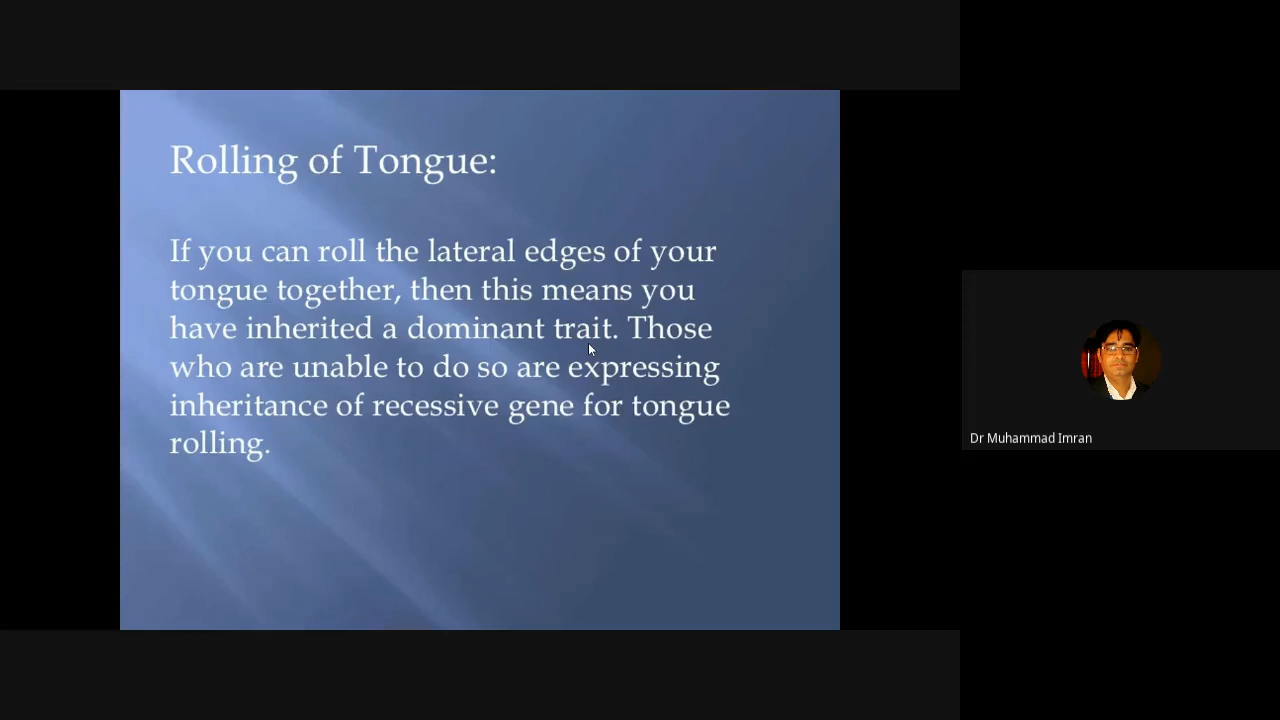 Rolling of Tongue:
If you can roll the lateral edges of your
tongue together, then this means you
have inherited a dominant trait. Those
who are unable to do so are expressing
inheritance of recessive gene for tongue
rolling.
Dr Muhammad Imran